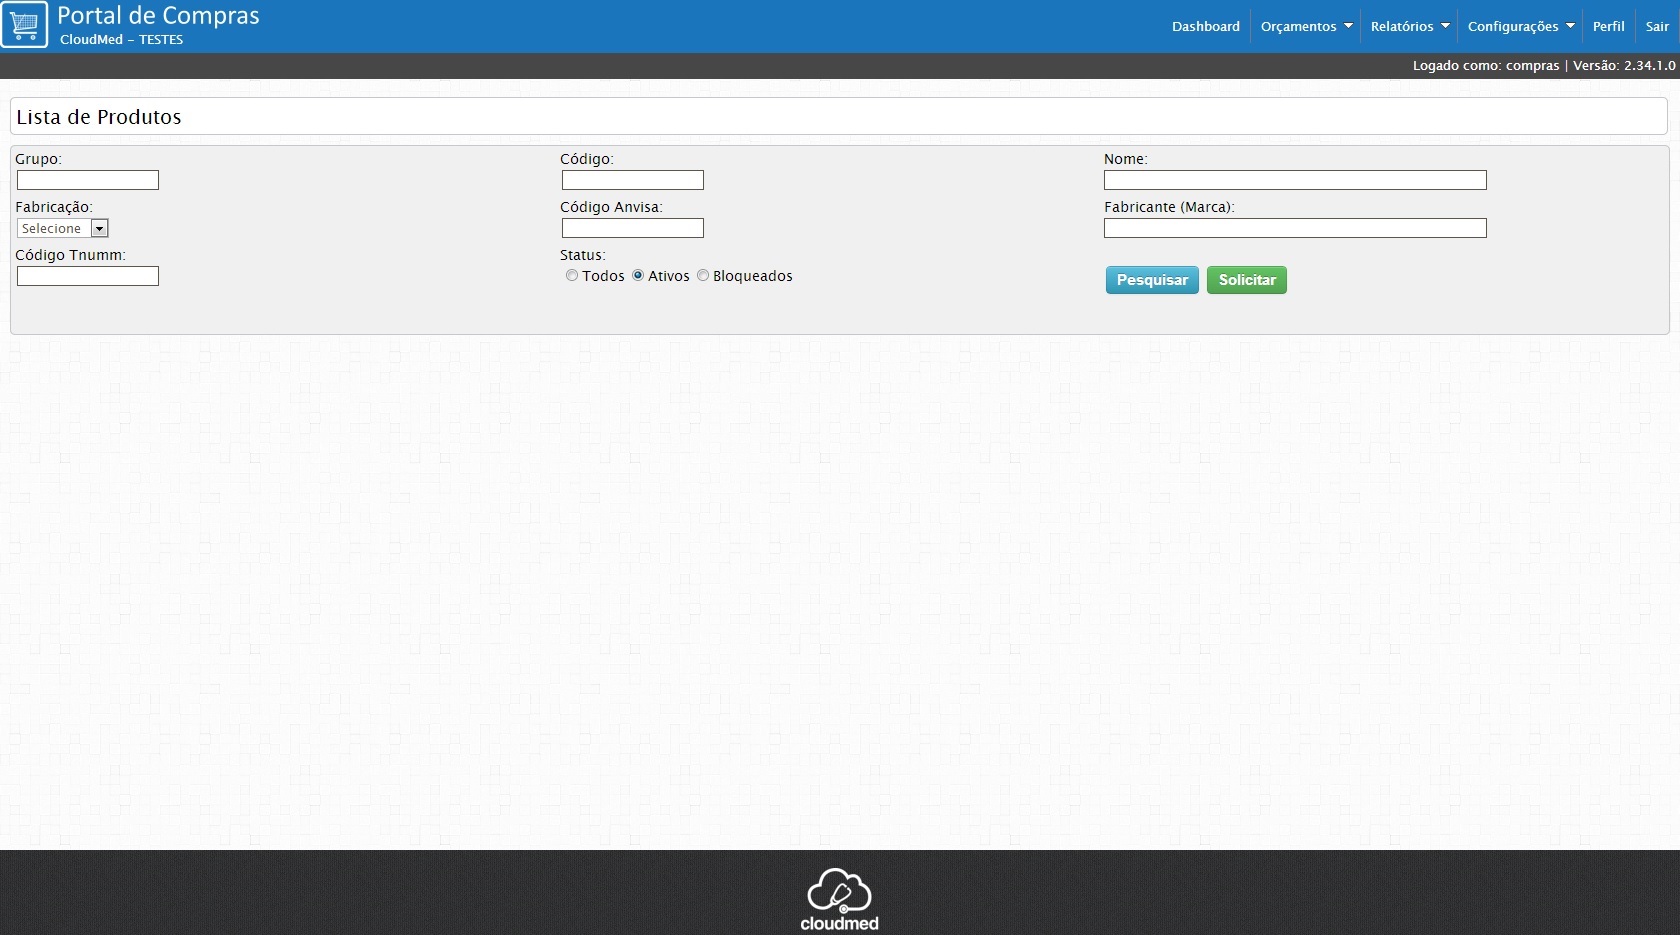 Portal de Compras
CloudMed - TESTES
Dashboard Orçamentos Relatórios Configurações Perfil Sair
Logado como: compras | Versão: 2.34.1.0
Lista de Produtos
Grupo: Código: Nome:
Fabricação: Código Anvisa: Fabricante (Marca):
Selecione
Código Tnumm: Status:
Todos Ativos Bloqueados Pesquisar Solicitar
cloudmed